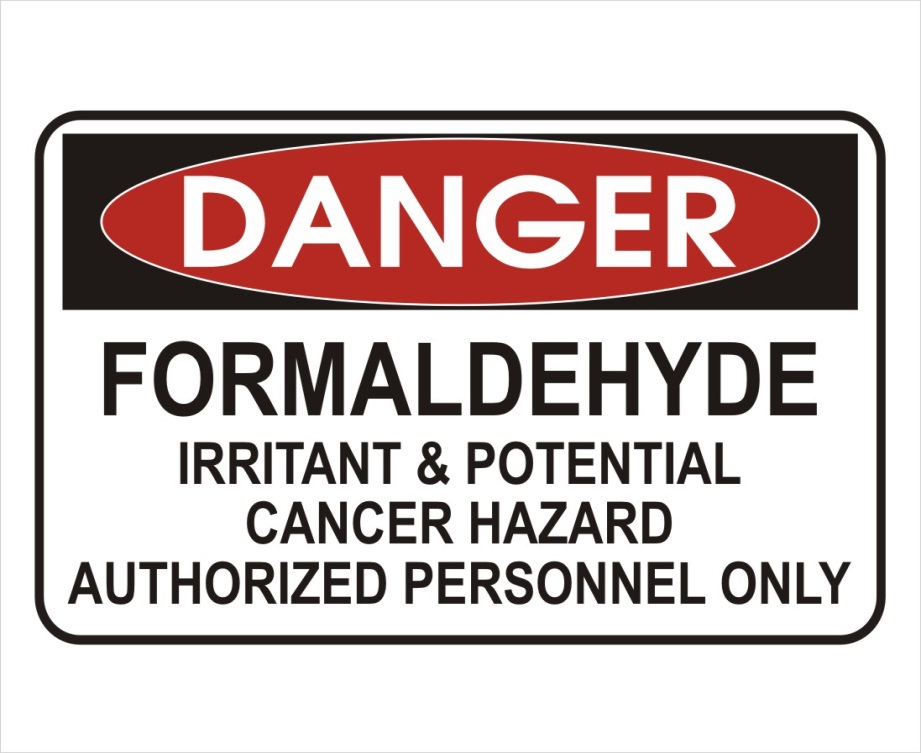 DANGER
FORMALDEHYDE
IRRITANT & POTENTIAL
CANCER HAZARD
AUTHORIZED PERSONNEL ONLY